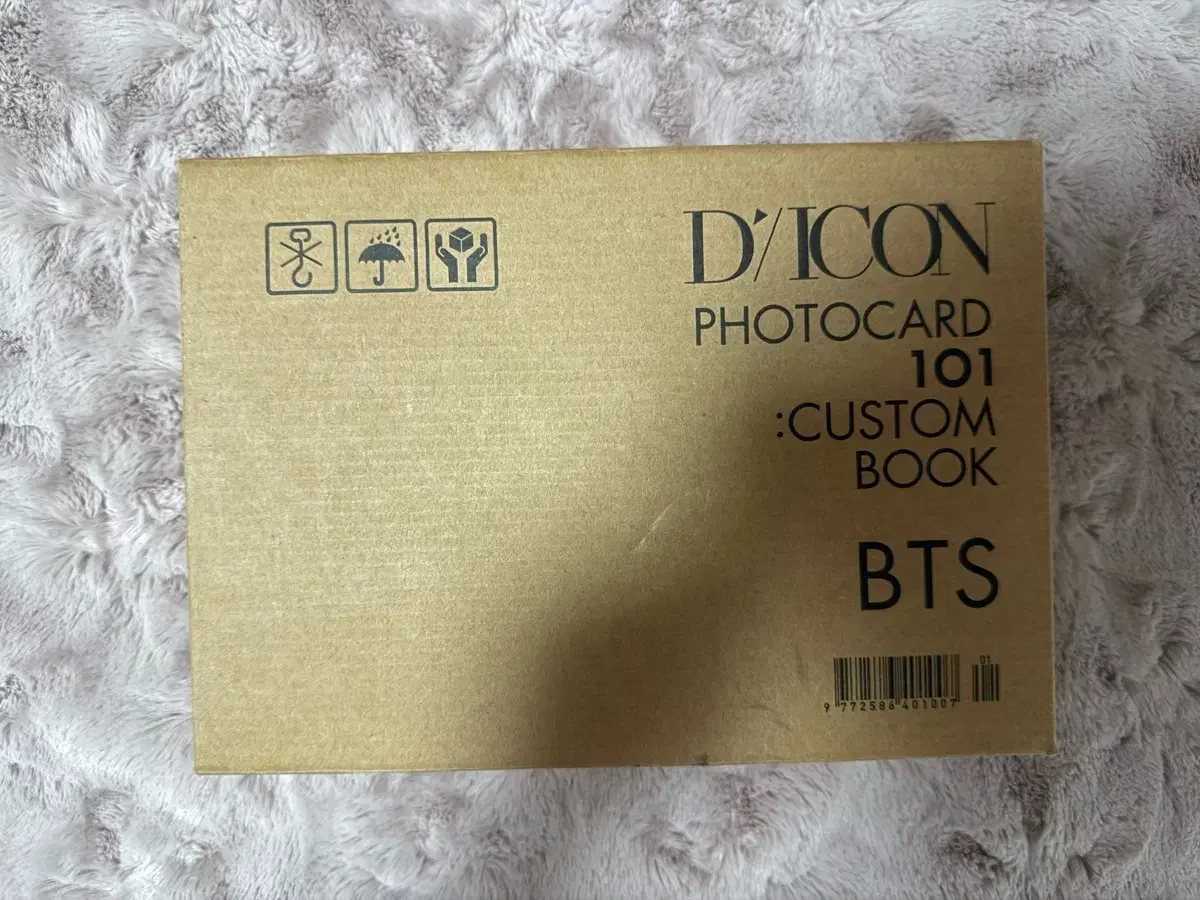 D'/ICON
PHOTOCARD
101
:CUSTOM
BOOK
BTS
01
9 772586 401007